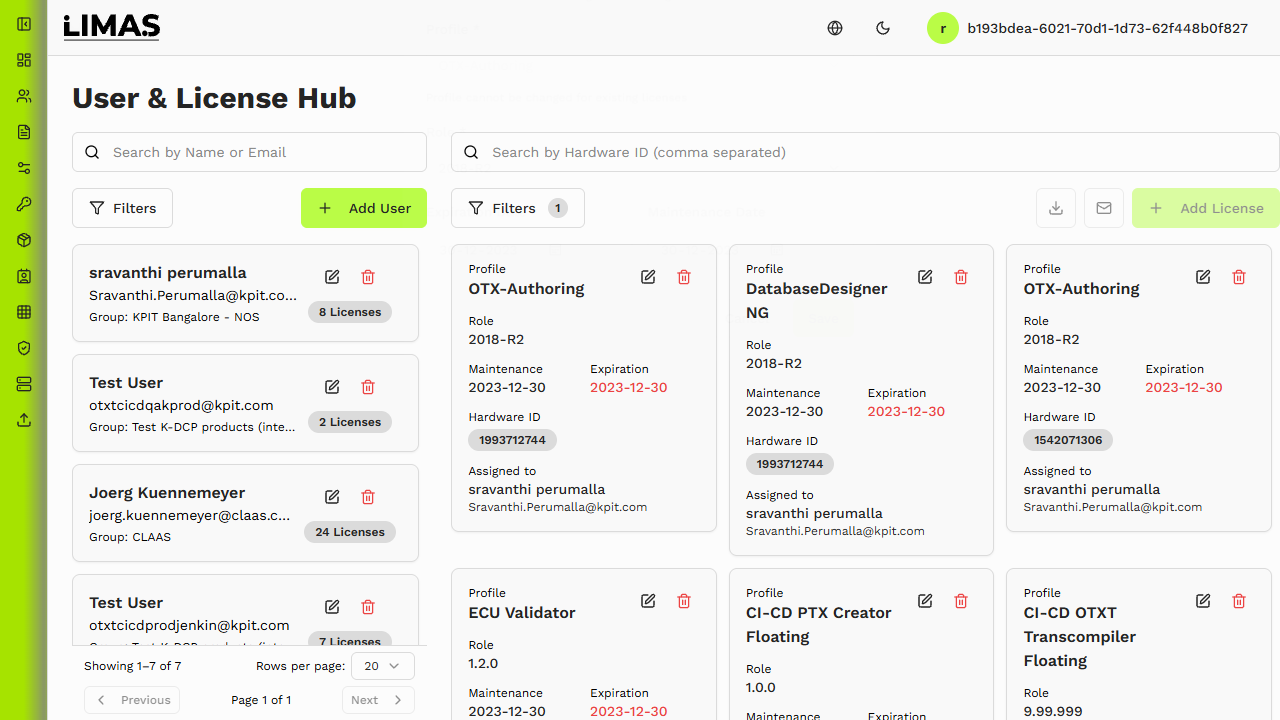 LIMAS
r
b193bdea-6021-70d1-1d73-62f448b0f827
User & License Hub
Search by Name or Email
Search by Hardware ID (comma separated)
Filters
Add User
Filters
1
Add License
sravanthi perumalla
Sravanthi.Perumalla@kpit.co...
Group: KPIT Bangalore - NOS
8 Licenses
Test User
otxtcicdqakprod@kpit.com
Group: Test K-DCP products (inte...
2 Licenses
Joerg Kuennemeyer
joerg.kuennemeyer@claas.c...
Group: CLAAS
24 Licenses
Test User
otxtcicdprodjenkin@kpit.com
Group: Test K-DCP products (inte...
7 Licenses
Showing 1–7 of 7
Rows per page:
20
Previous
Page 1 of 1
Next
Profile
OTX-Authoring
Role
2018-R2
Maintenance
2023-12-30
Expiration
2023-12-30
Hardware ID
1993712744
Assigned to
sravanthi perumalla
Sravanthi.Perumalla@kpit.com
Profile
DatabaseDesigner
NG
Role
2018-R2
Maintenance
2023-12-30
Expiration
2023-12-30
Hardware ID
1993712744
Assigned to
sravanthi perumalla
Sravanthi.Perumalla@kpit.com
Profile
OTX-Authoring
Role
2018-R2
Maintenance
2023-12-30
Expiration
2023-12-30
Hardware ID
1542071306
Assigned to
sravanthi perumalla
Sravanthi.Perumalla@kpit.com
Profile
ECU Validator
Role
1.2.0
Maintenance
2023-12-30
Expiration
2023-12-30
Profile
CI-CD PTX Creator
Floating
Role
1.0.0
Maintenance
Expiration
Profile
CI-CD OTXT
Transcompiler
Floating
Role
9.99.999